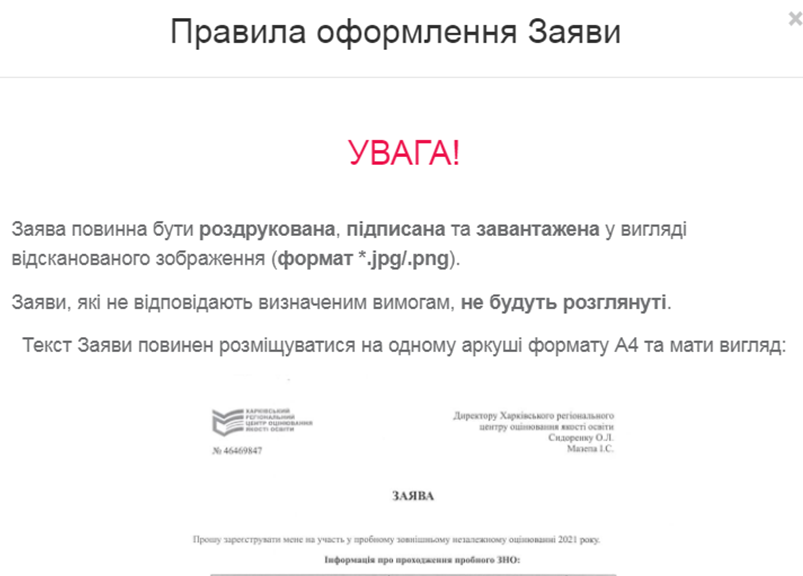 Правила оформлення Заяви
×
УВАГА!
Заява повинна бути роздрукована, підписана та завантажена у вигляді
відсканованого зображення (формат *.jpg/.png).
Заяви, які не відповідають визначеним вимогам, не будуть розглянуті.
Текст Заяви повинен розміщуватися на одному аркуші формату А4 та мати вигляд:
ХАРКІВСЬКИЙ
РЕГІОНАЛЬНИЙ
ЦЕНТР ОЦІНЮВАННЯ
ЯКОСТІ ОСВІТИ
№ 46469847
Директору Харківського регіонального
центру оцінювання якості освіти
Сидоренку О.Л.
Мазепа І.С.
ЗАЯВА
Прошу зареєструвати мене на участь у пробному зовнішньому незалежному оцінюванні 2021 року.
Інформація про проходження пробного ЗНО: